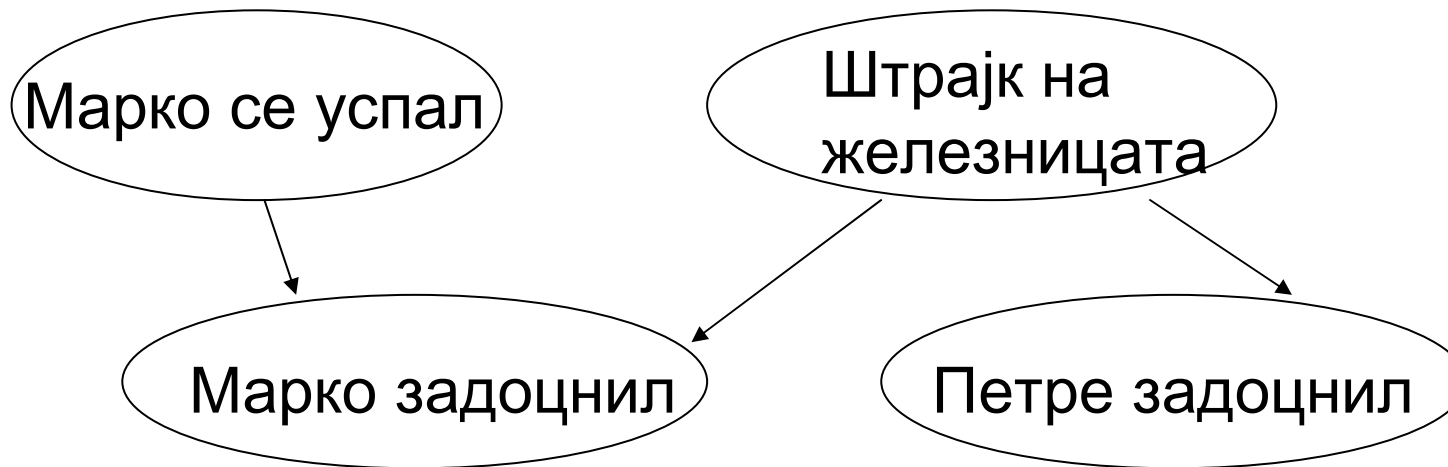 Марко се успал
Штрајк на
железницата
Марко задоцнил
Петре задоцнил